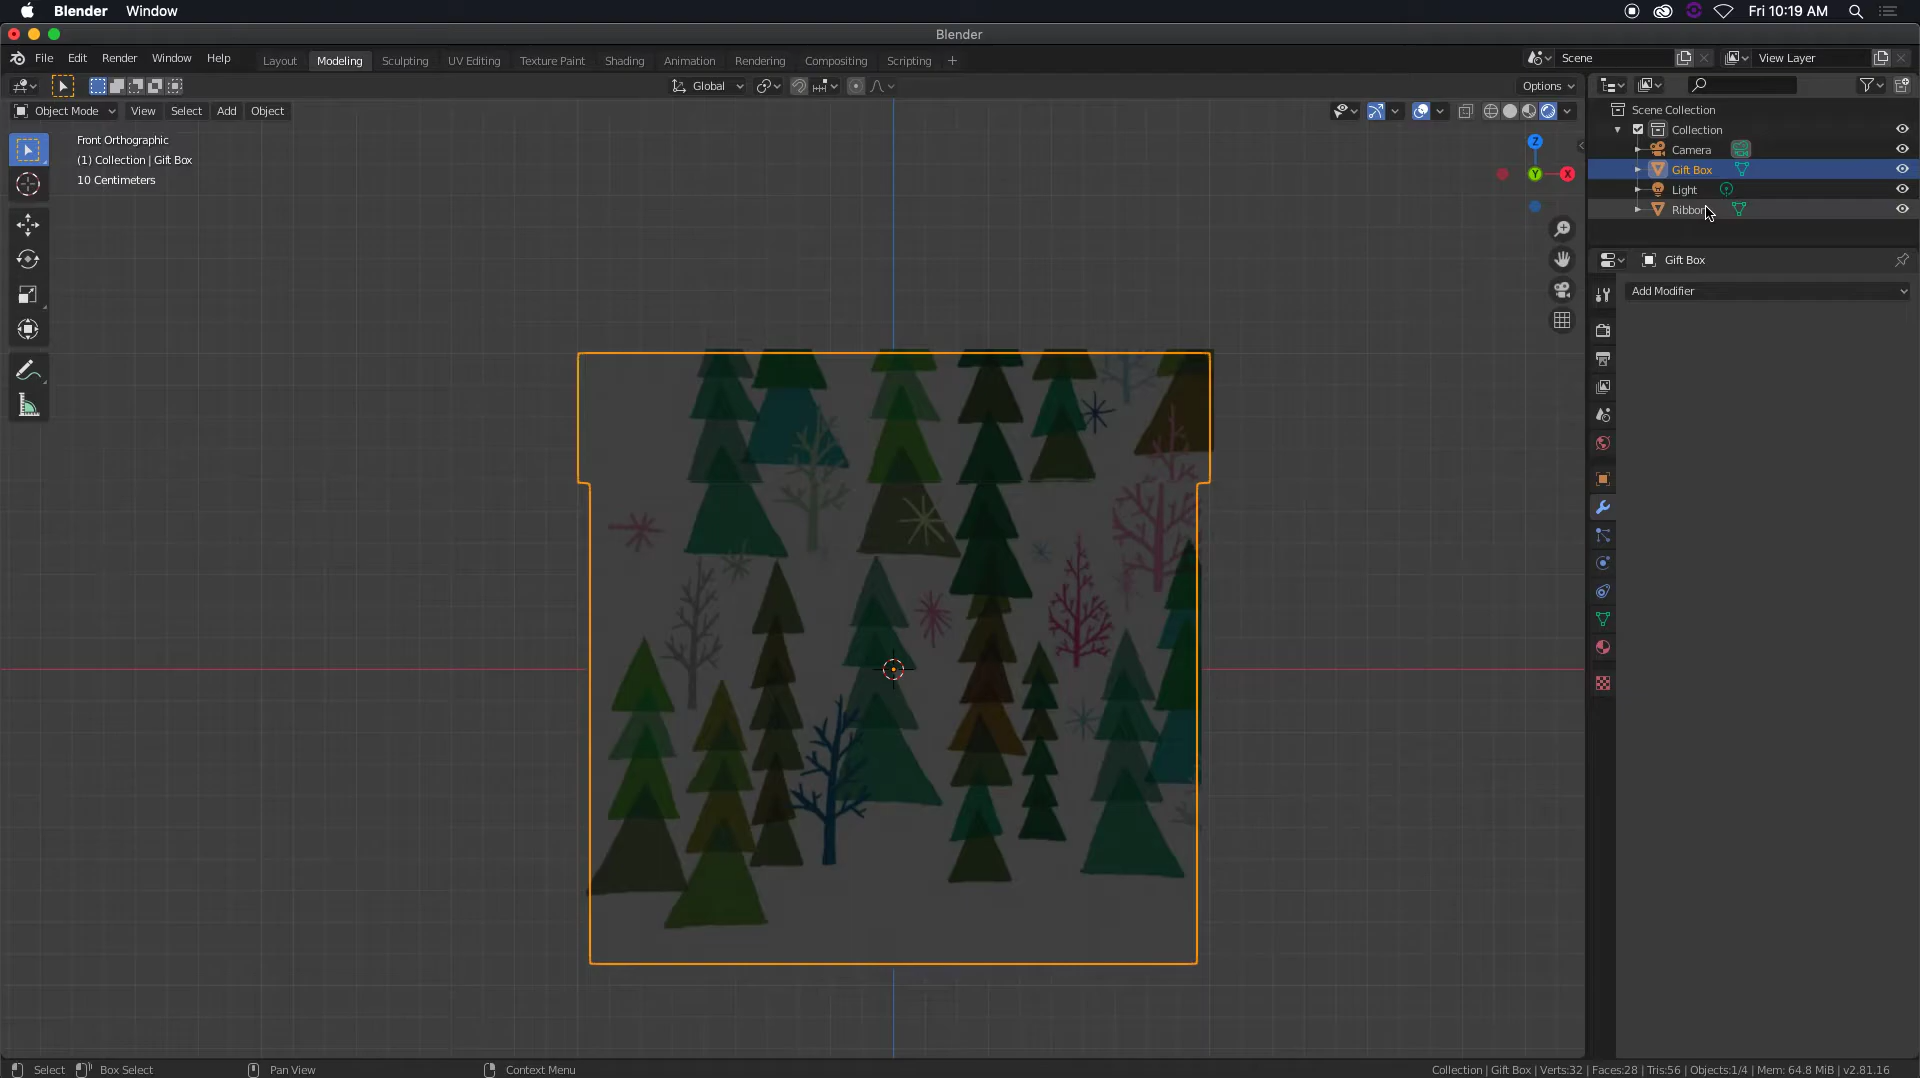 Blender Window Fri 10:19 AM
Blender
File Edit Render Window Help Layout Modeling Sculpting UV Editing Texture Paint Shading Animation Rendering Compositing Scripting + Scene View Layer
Global Options
Object Mode View Select Add Object
Front Orthographic
(1) Collection | Gift Box
10 Centimeters
Z
Y
X
Scene Collection
Collection
Camera
Gift Box
Light
Ribbon
Gift Box
Add Modifier
Select Box Select Pan View Context Menu Collection | Gift Box | Verts:32 | Faces:28 | Tris:56 | Objects:1/4 | Mem: 64.8 MiB | v2.81.16